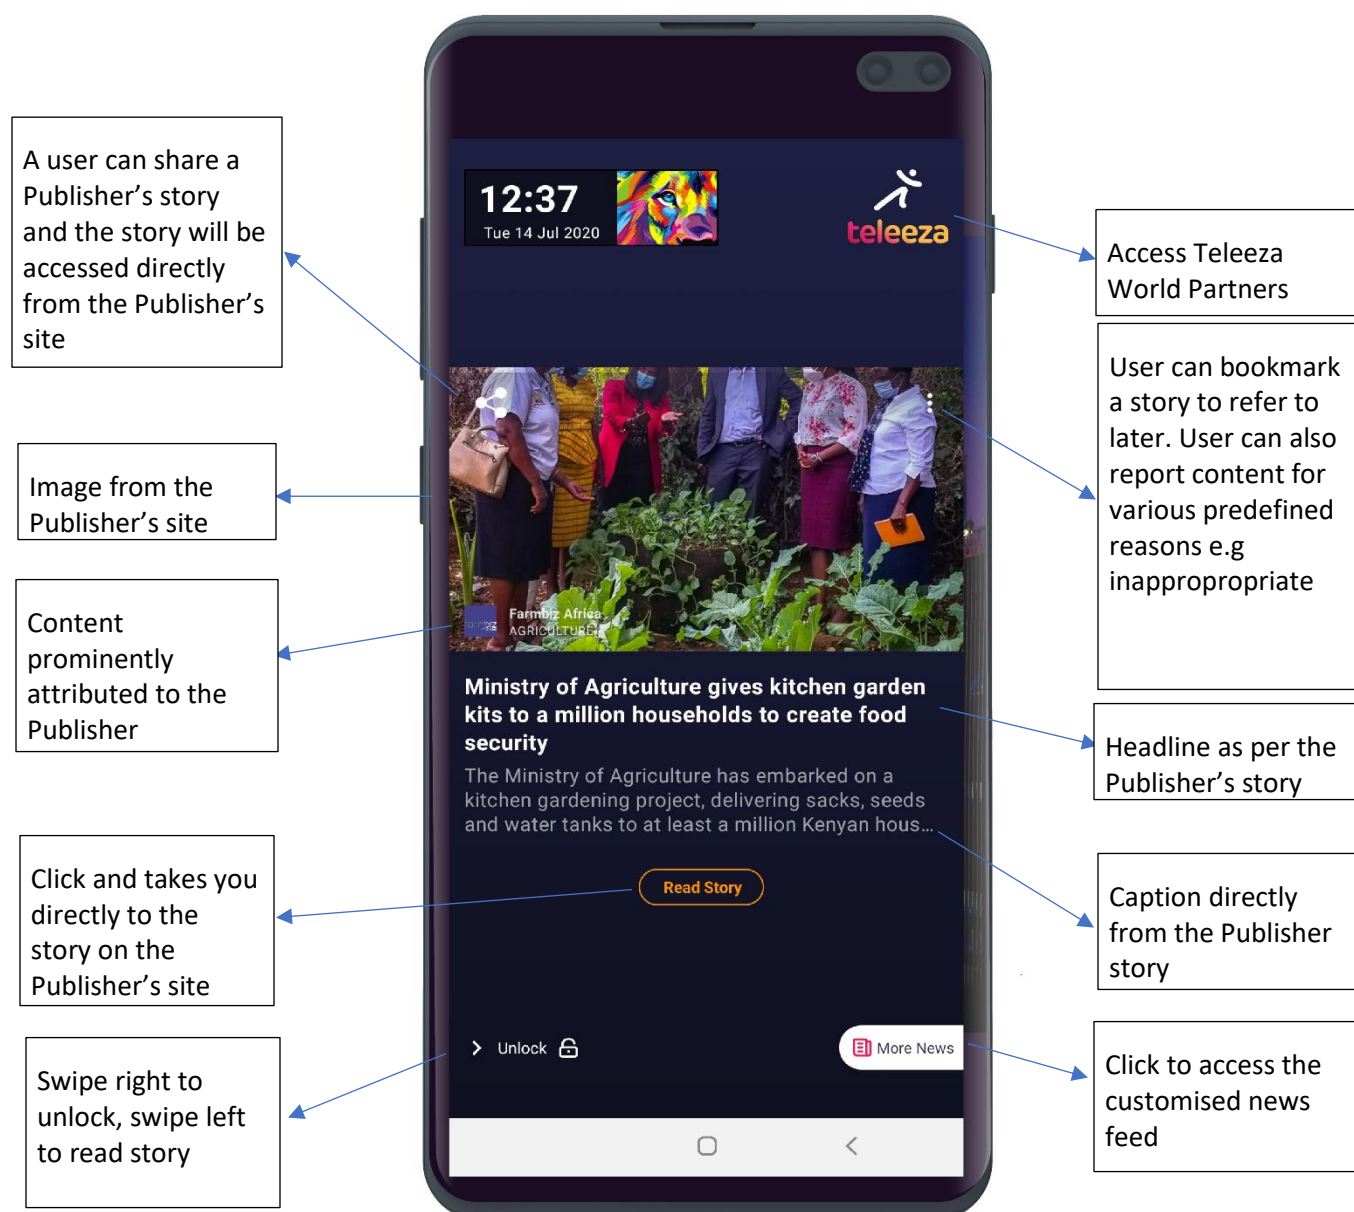 A user can share a
Publisher’s story
and the story will be
accessed directly
from the Publisher’s
site
Image from the
Publisher’s site
Content
prominently
attributed to the
Publisher
Click and takes you
directly to the
story on the
Publisher’s site
Swipe right to
unlock, swipe left
to read story
12:37
Tue 14 Jul 2020
teleeza
farmbiz
Farmbiz Africa
AGRICULTURE
Ministry of Agriculture gives kitchen garden
kits to a million households to create food
security
The Ministry of Agriculture has embarked on a
kitchen gardening project, delivering sacks, seeds
and water tanks to at least a million Kenyan hous...
Read Story
Unlock
More News
Access Teleeza
World Partners
User can bookmark
a story to refer to
later. User can also
report content for
various predefined
reasons e.g
inappropropriate
Headline as per the
Publisher’s story
Caption directly
from the Publisher
story
Click to access the
customised news
feed